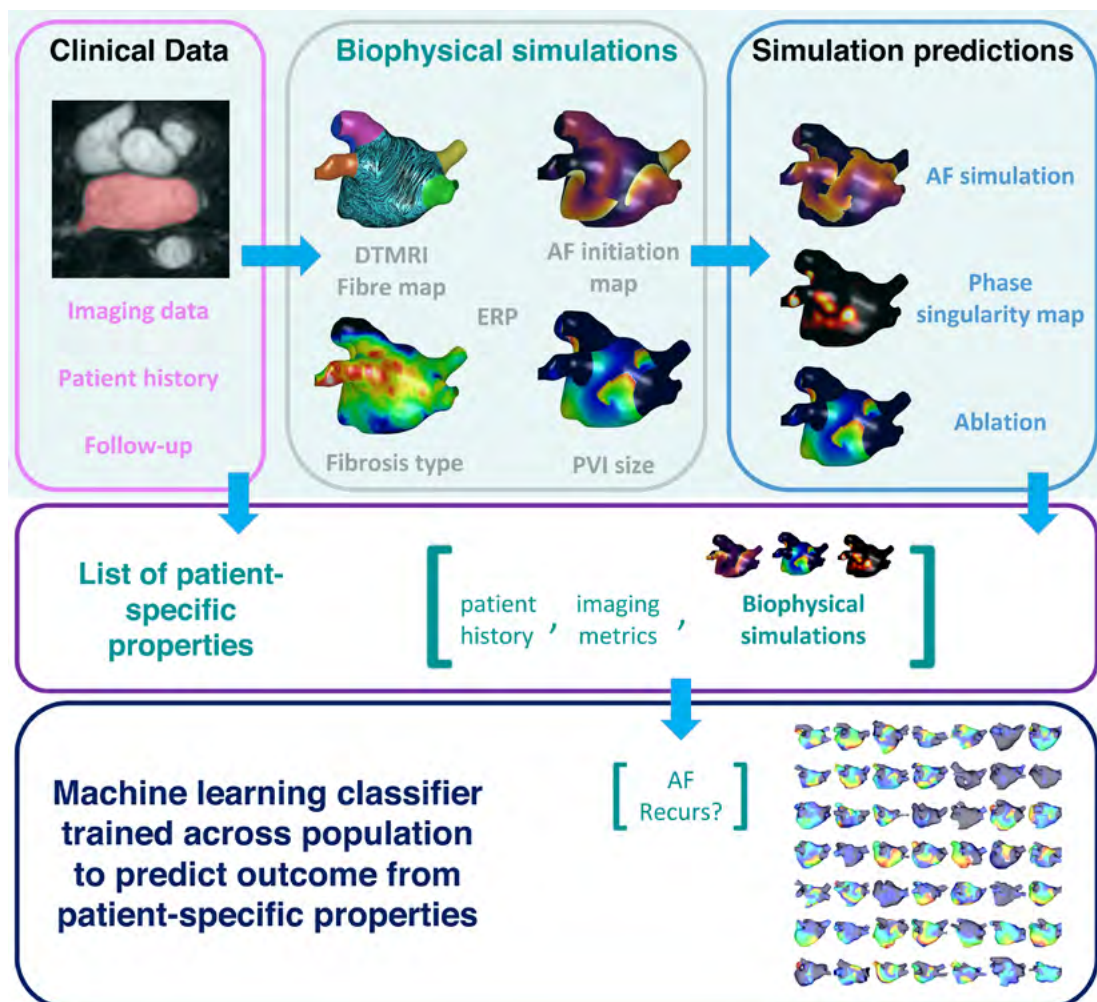 Clinical Data
Imaging data
Patient history
Follow-up
Biophysical simulations
DTMRI
Fibre map
AF initiation
map
ERP
Fibrosis type
PVI size
Simulation predictions
AF simulation
Phase
singularity map
Ablation
List of patient-
specific
properties
[ patient
history , imaging
metrics , Biophysical
simulations ]
Machine learning classifier
trained across population
to predict outcome from
patient-specific properties
[ AF
Recurs? ]